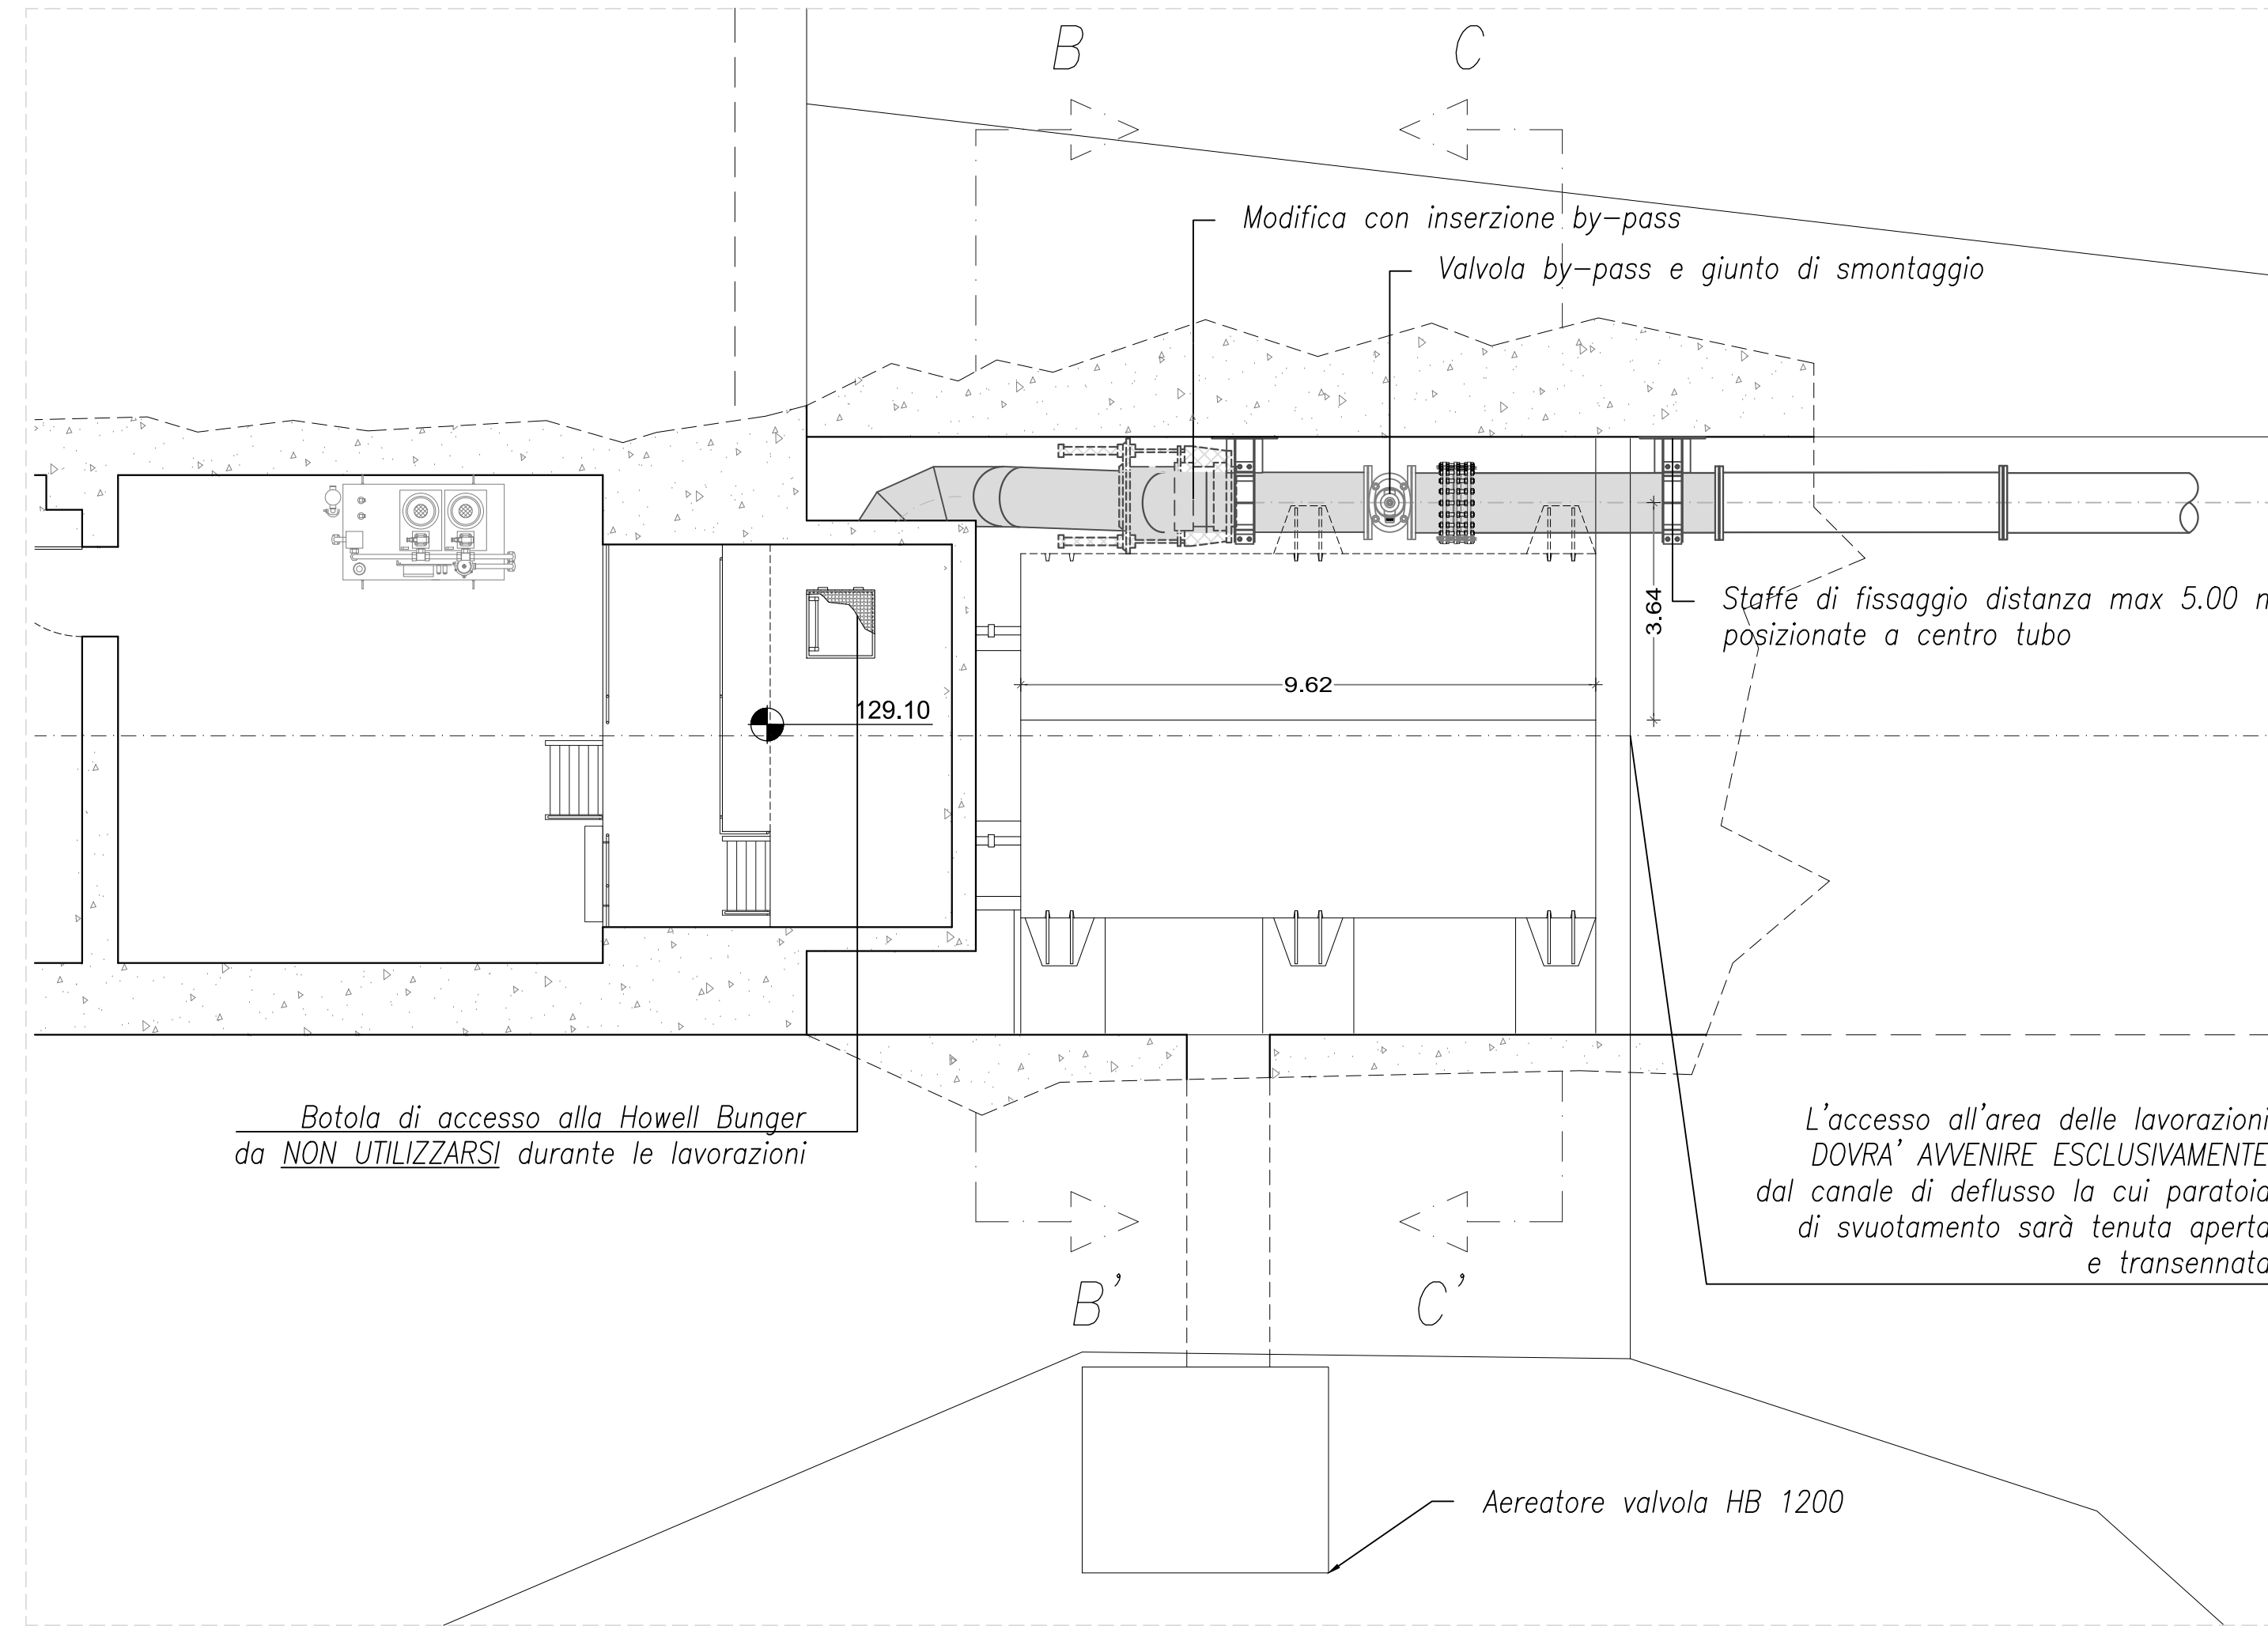 B
C
Modifica con inserzione by-pass
Valvola by-pass e giunto di smontaggio
Staffe di fissaggio distanza max 5.00
posizionate a centro tubo
3.64
9.62
129.10
Botola di accesso alla Howell Bunger
da NON UTILIZZARSI durante le lavorazioni
L'accesso all'area delle lavorazioni
DOVRA' AVVENIRE ESCLUSIVAMENTE
dal canale di deflusso la cui paratoia
di svuotamento sarà tenuta aperta
e transennata
B'
C'
Aereatore valvola HB 1200